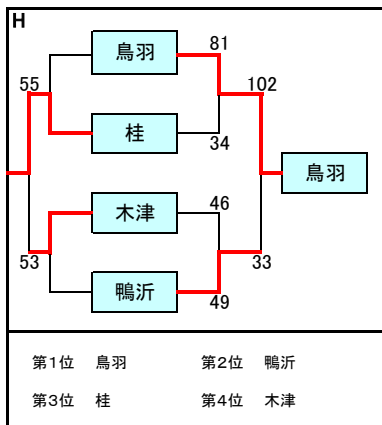 H
鳥羽
81
55
102
桂
34
鳥羽
木津
46
53
33
鴨沂
49
第1位 鳥羽 第2位 鴨沂
第3位 桂 第4位 木津